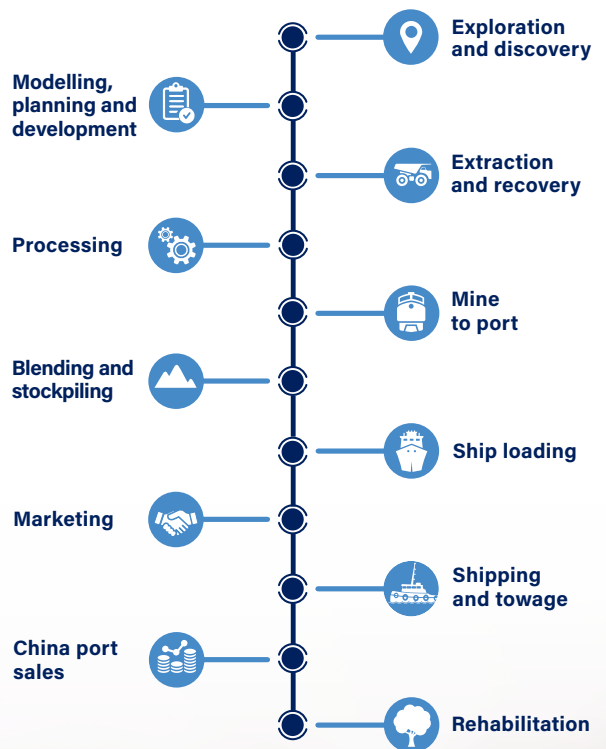 Exploration
and discovery
Modelling,
planning and
development
Extraction
and recovery
Processing
Mine
to port
Blending and
stockpiling
Ship loading
Marketing
Shipping
and towage
China port
sales
Rehabilitation